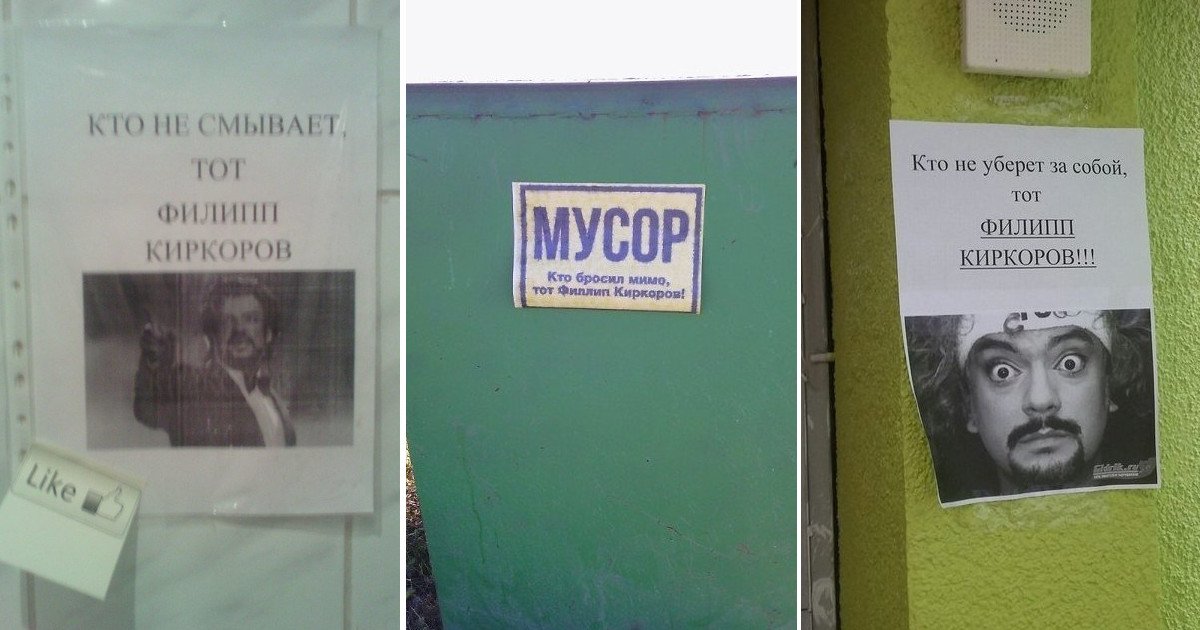 КТО НЕ СМЫВАЕТ,
ТОТ
ФИЛИПП
КИРКОРОВ
Like
МУСОР
Кто бросил мимо,
тот Филлип Киркоров!
Кто не уберет за собой,
тот
ФИЛИПП
КИРКОРОВ!!!